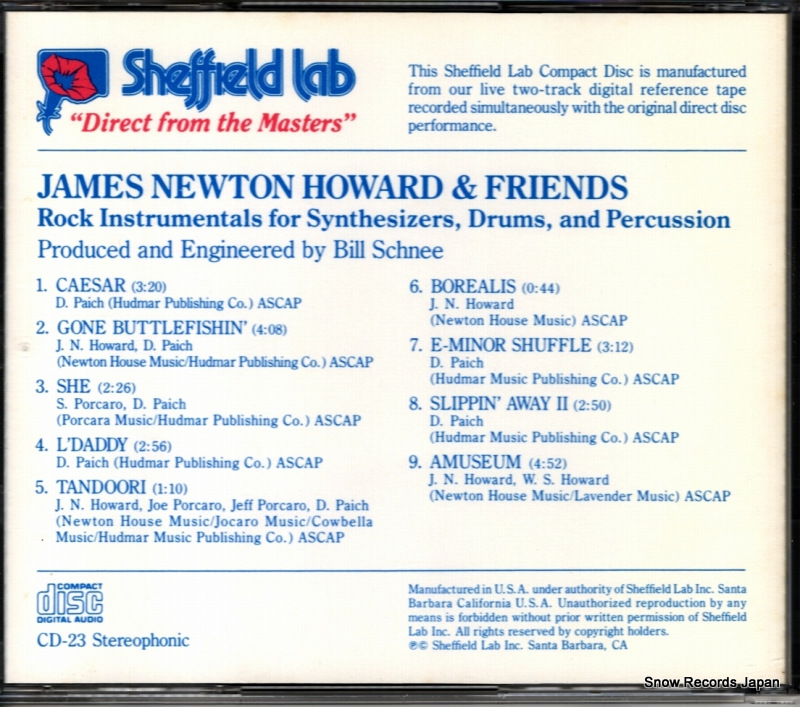 Sheffield Lab
"Direct from the Masters"
This Sheffield Lab Compact Disc is manufactured
from our live two-track digital reference tape
recorded simultaneously with the original direct disc
performance.
JAMES NEWTON HOWARD & FRIENDS
Rock Instrumentals for Synthesizers, Drums, and Percussion
Produced and Engineered by Bill Schnee
1. CAESAR (3:20)
D. Paich (Hudmar Publishing Co.) ASCAP
2. GONE BUTTLEFISHIN' (4:08)
J. N. Howard, D. Paich
(Newton House Music/Hudmar Publishing Co.) ASCAP
3. SHE (2:26)
S. Porcaro, D. Paich
(Porcara Music/Hudmar Publishing Co.) ASCAP
4. L'DADDY (2:56)
D. Paich (Hudmar Publishing Co.) ASCAP
5. TANDOORI (1:10)
J. N. Howard, Joe Porcaro, Jeff Porcaro, D. Paich
(Newton House Music/Jocaro Music/Cowbella
Music/Hudmar Music Publishing Co.) ASCAP
6. BOREALIS (0:44)
J. N. Howard
(Newton House Music) ASCAP
7. E-MINOR SHUFFLE (3:12)
D. Paich
(Hudmar Music Publishing Co.) ASCAP
8. SLIPPIN' AWAY II (2:50)
D. Paich
(Hudmar Music Publishing Co.) ASCAP
9. AMUSEUM (4:52)
J. N. Howard, W. S. Howard
(Newton House Music/Lavender Music) ASCAP
COMPACT
disc
DIGITAL AUDIO
CD-23 Stereophonic
Manufactured in U.S.A. under authority of Sheffield Lab Inc. Santa
Barbara California U.S.A. Unauthorized reproduction by any
means is forbidden without prior written permission of Sheffield
Lab Inc. All rights reserved by copyright holders.
℗© Sheffield Lab Inc. Santa Barbara, CA
Snow Records Japan